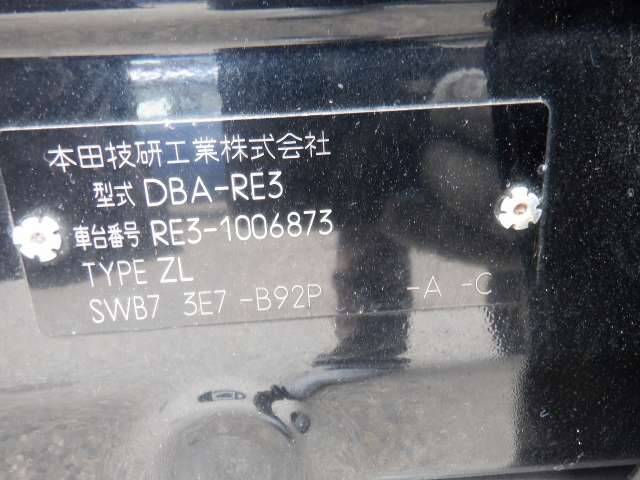 本田技研工業株式会社
型式 DBA-RE3
車台番号 RE3-1006873
TYPE ZL
SWB7 3E7 -B92P -A -C